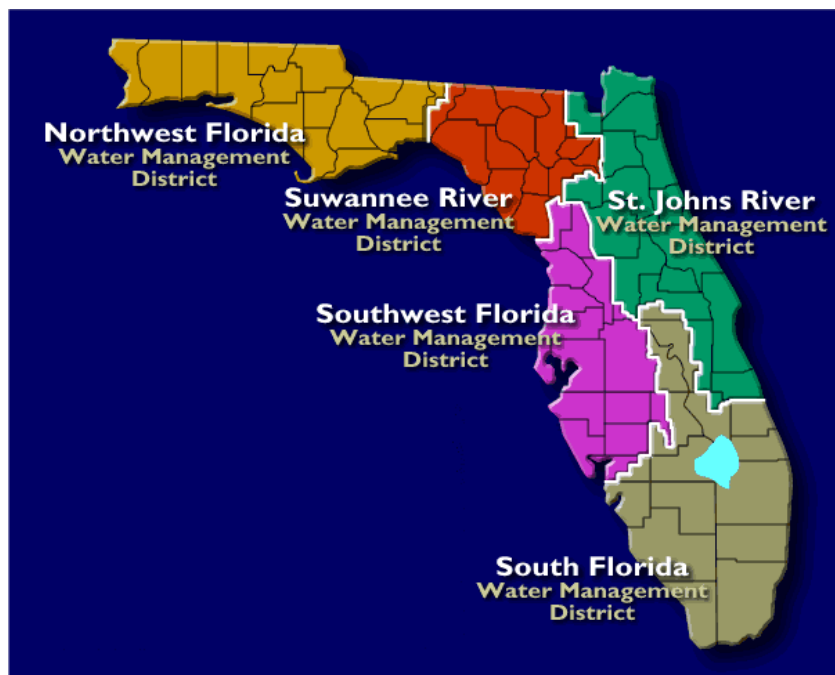 Northwest Florida
Water Management
District
Suwannee River
Water Management
District
St. Johns River
Water Management
District
Southwest Florida
Water Management
District
South Florida
Water Management
District